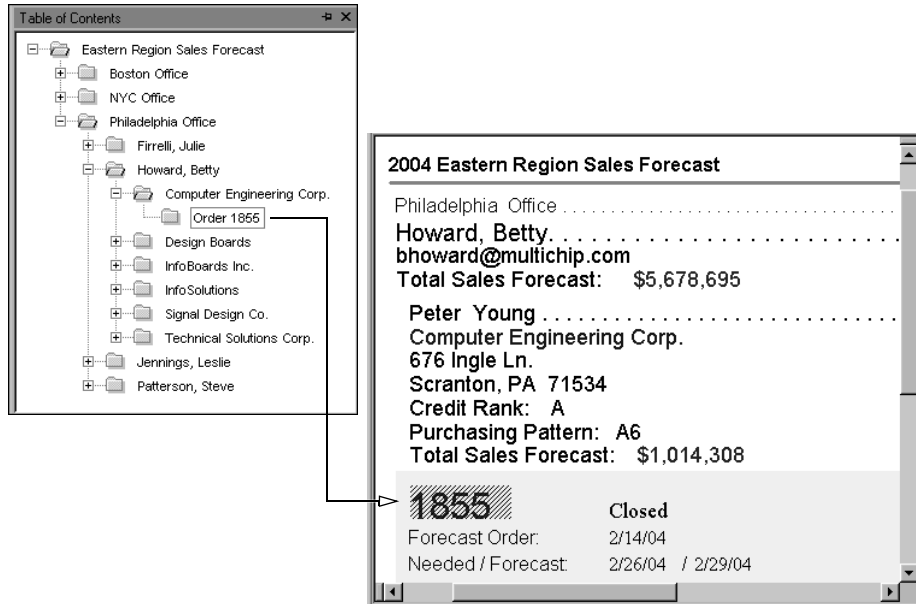 Table of Contents
Eastern Region Sales Forecast
Boston Office
NYC Office
Philadelphia Office
Firrelli, Julie
Howard, Betty
Computer Engineering Corp.
Order 1855
Design Boards
InfoBoards Inc.
InfoSolutions
Signal Design Co.
Technical Solutions Corp.
Jennings, Leslie
Patterson, Steve
2004 Eastern Region Sales Forecast
Philadelphia Office . . . . . . . . . . . . . . . . . . . . . . . . . . . . . . . . . . .
Howard, Betty. . . . . . . . . . . . . . . . . . . . . . . . .
bhoward@multichip.com
Total Sales Forecast: $5,678,695
Peter Young . . . . . . . . . . . . . . . . . . . . . . . . . . .
Computer Engineering Corp.
676 Ingle Ln.
Scranton, PA 71534
Credit Rank: A
Purchasing Pattern: A6
Total Sales Forecast: $1,014,308
1855 Closed
Forecast Order: 2/14/04
Needed / Forecast: 2/26/04 / 2/29/04